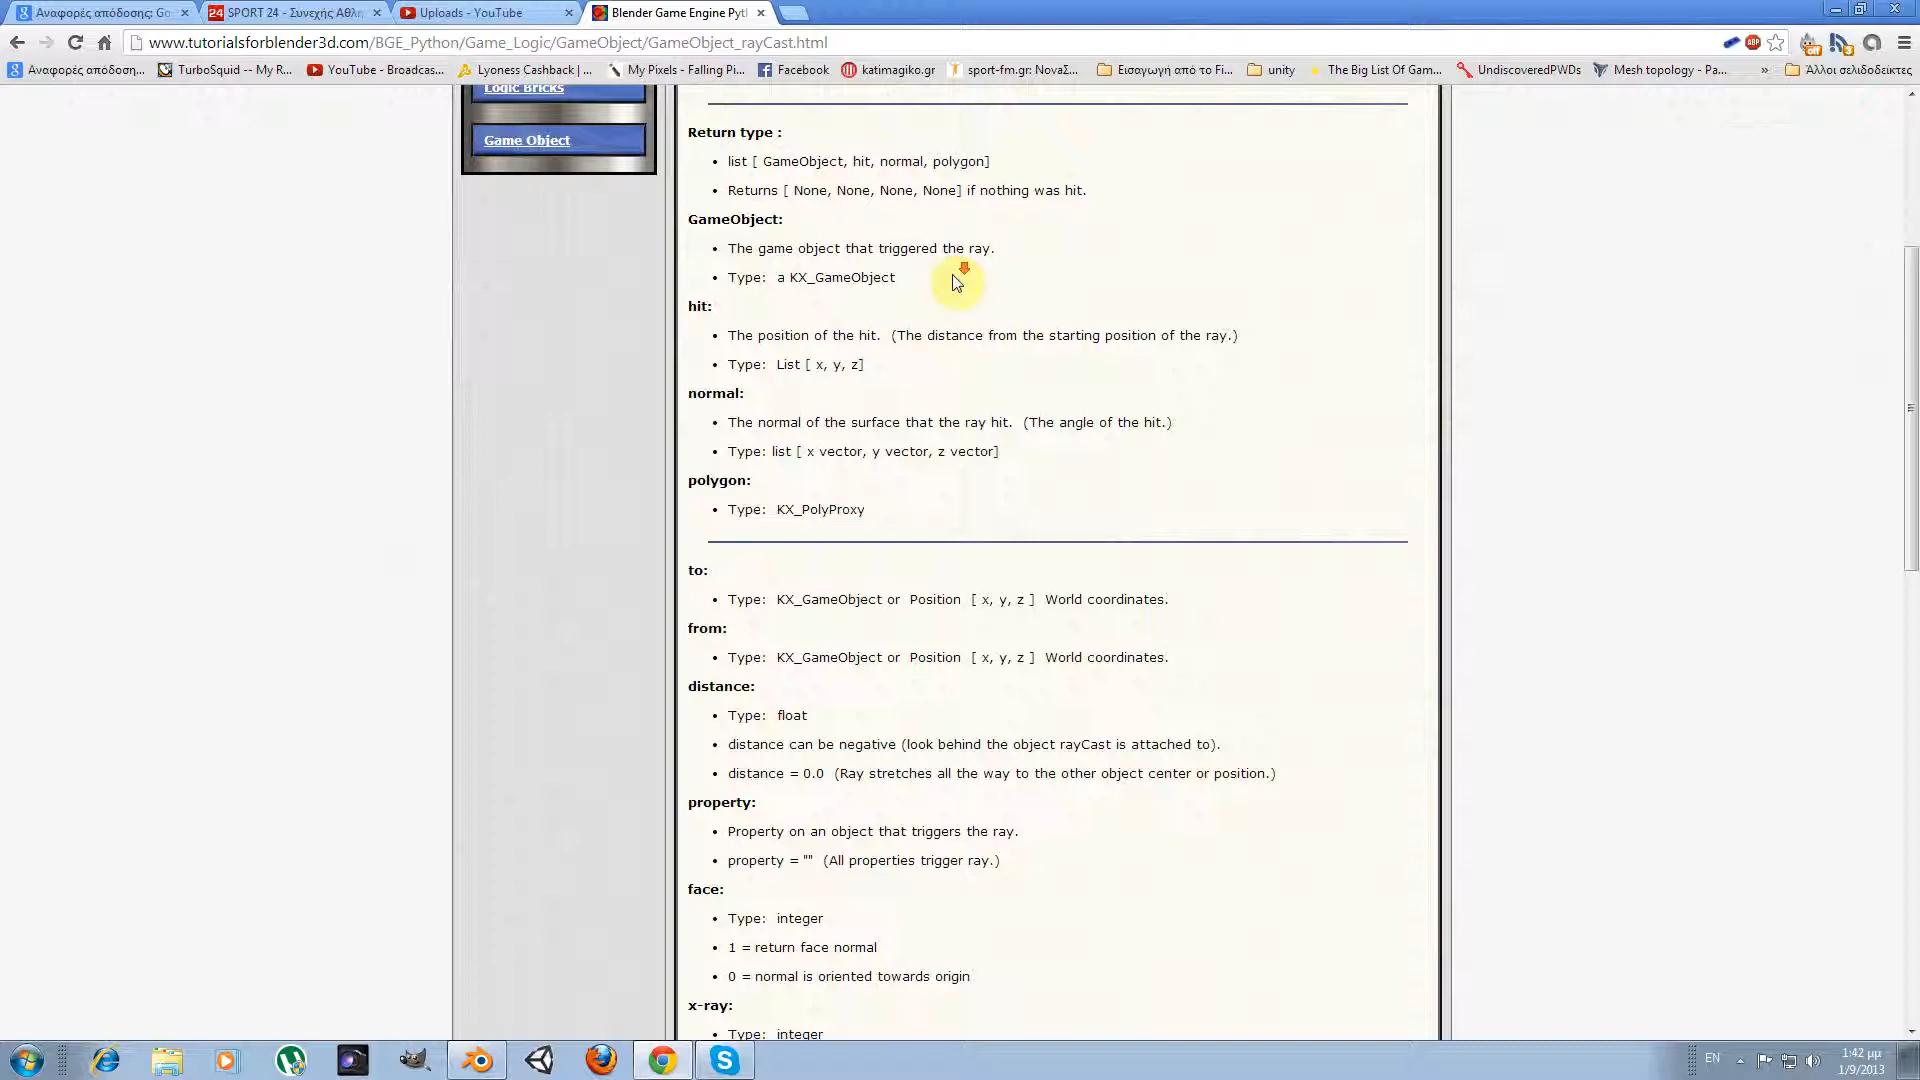 Αναφορές απόδοσης: Go
SPORT 24 - Συνεχής Αθλη
Uploads - YouTube
Blender Game Engine Pyth
www.tutorialsforblender3d.com/BGE_Python/Game_Logic/GameObject/GameObject_rayCast.html
Αναφορές απόδοση...
TurboSquid -- My R...
YouTube - Broadcas...
Lyoness Cashback | ...
My Pixels - Falling Pi...
Facebook
katimagiko.gr
sport-fm.gr: ΝοναΣ...
Εισαγωγή από το Fi...
unity
The Big List Of Gam...
UndiscoveredPWDs
Mesh topology - Pa...
»
Άλλοι σελιδοδείκτες
Logic Bricks
Game Object
Return type :
• list [ GameObject, hit, normal, polygon]
• Returns [ None, None, None, None] if nothing was hit.
GameObject:
• The game object that triggered the ray.
• Type: a KX_GameObject
hit:
• The position of the hit. (The distance from the starting position of the ray.)
• Type: List [ x, y, z]
normal:
• The normal of the surface that the ray hit. (The angle of the hit.)
• Type: list [ x vector, y vector, z vector]
polygon:
• Type: KX_PolyProxy
to:
• Type: KX_GameObject or Position [ x, y, z ] World coordinates.
from:
• Type: KX_GameObject or Position [ x, y, z ] World coordinates.
distance:
• Type: float
• distance can be negative (look behind the object rayCast is attached to).
• distance = 0.0 (Ray stretches all the way to the other object center or position.)
property:
• Property on an object that triggers the ray.
• property = "" (All properties trigger ray.)
face:
• Type: integer
• 1 = return face normal
• 0 = normal is oriented towards origin
x-ray:
• Type: integer
EN
1:42 μμ
1/9/2013